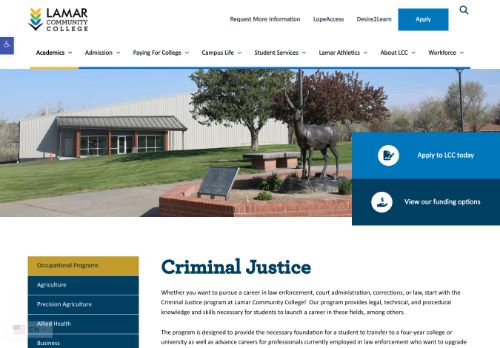 LAMAR
COMMUNITY
COLLEGE
Request More Information LopeAccess Desire2Learn Apply
Academics Admission Paying For College Campus Life Student Services Lamar Athletics About LCC Workforce
Apply to LCC today
View our funding options
Occupational Programs
Agriculture
Precision Agriculture
Allied Health
Business
EN
Criminal Justice
Whether you want to pursue a career in law enforcement, court administration, corrections, or law, start with the
Criminal Justice program at Lamar Community College! Our program provides legal, technical, and procedural
knowledge and skills necessary for students to launch a career in these fields, among others.
The program is designed to provide the necessary foundation for a student to transfer to a four-year college or
university as well as advance careers for professionals currently employed in law enforcement who want to upgrade